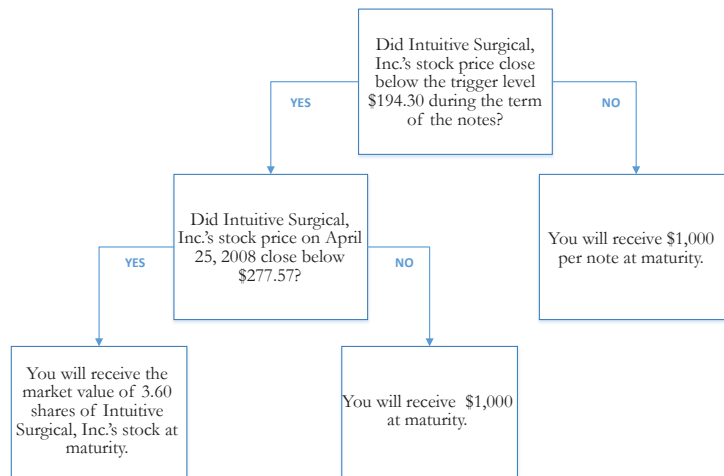 Did Intuitive Surgical,
Inc.'s stock price close
below the trigger level
$194.30 during the term
of the notes?
YES
NO
Did Intuitive Surgical,
Inc.'s stock price on April
25, 2008 close below
$277.57?
You will receive $1,000
per note at maturity.
YES
NO
You will receive the
market value of 3.60
shares of Intuitive
Surgical, Inc.'s stock at
maturity.
You will receive $1,000
at maturity.